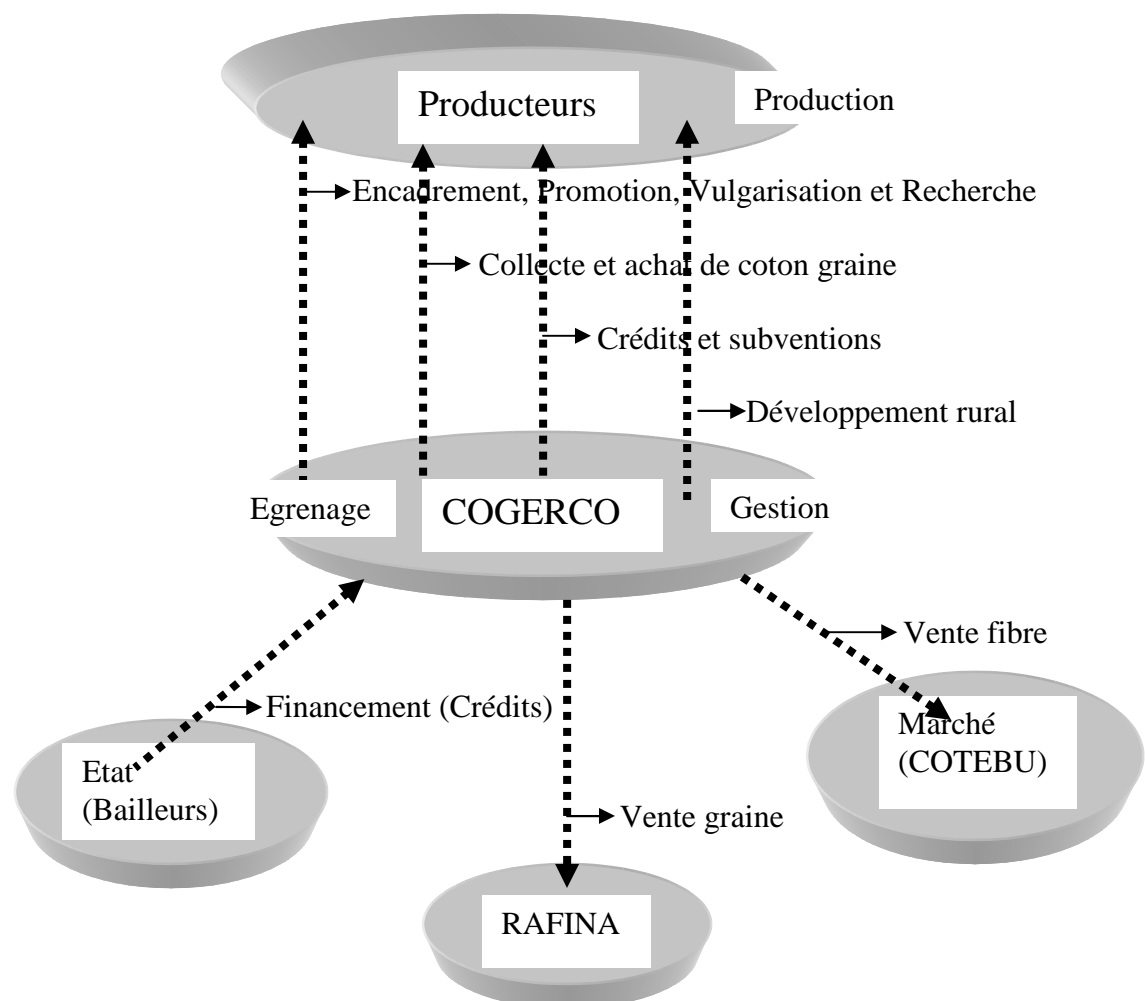 Producteurs
Production
Encadrement, Promotion, Vulgarisation et Recherche
Collecte et achat de coton graine
Crédits et subventions
Développement rural
Egrenage
COGERCO
Gestion
Vente fibre
Financement (Crédits)
Marché
(COTEBU)
Etat
(Bailleurs)
Vente graine
RAFINA